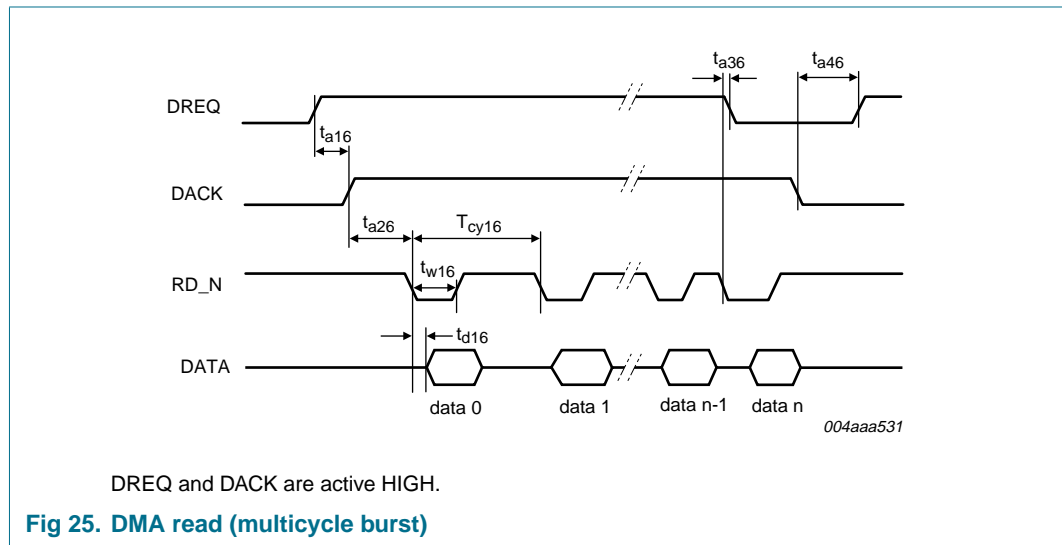 ta36 ta46
DREQ
ta16
DACK
ta26 Tcy16
tw16
RD_N
td16
DATA
data 0 data 1 data n-1 data n
004aaa531
DREQ and DACK are active HIGH.
Fig 25. DMA read (multicycle burst)